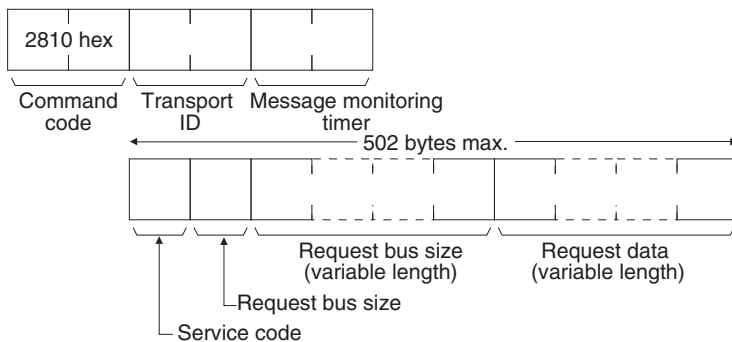 2810 hex
Command code
Transport ID
Message monitoring timer
502 bytes max.
Request bus size (variable length)
Request data (variable length)
Request bus size
Service code